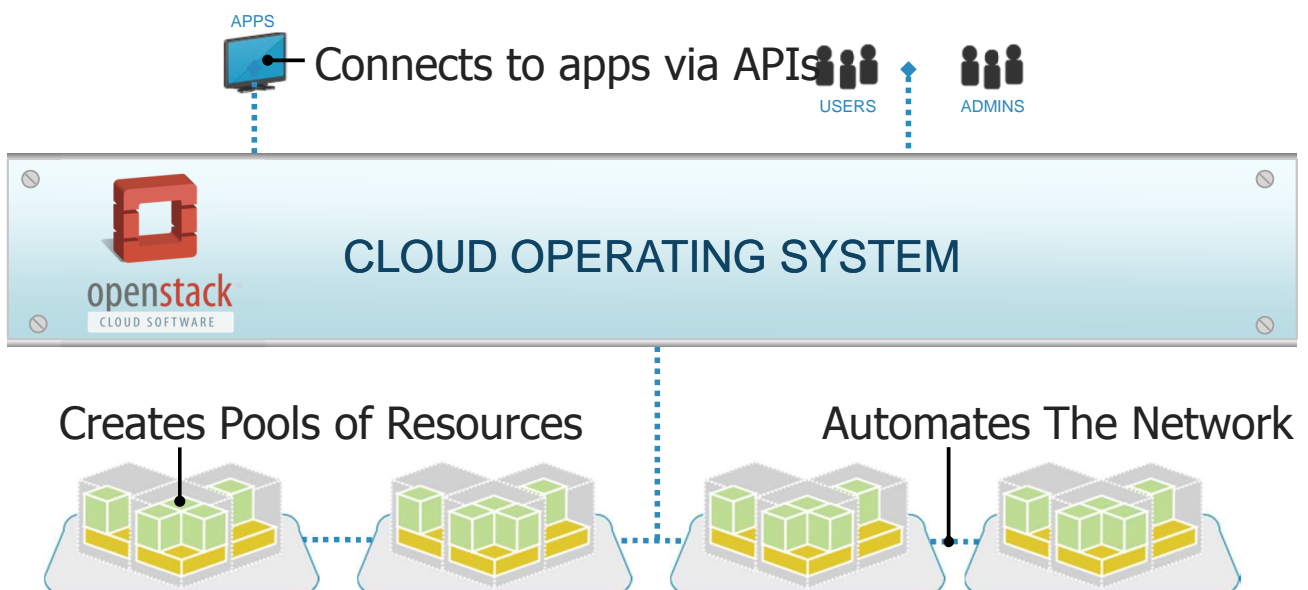 APPS
Connects to apps via APIs
USERS
ADMINS
CLOUD OPERATING SYSTEM
openstack
CLOUD SOFTWARE
Creates Pools of Resources
Automates The Network